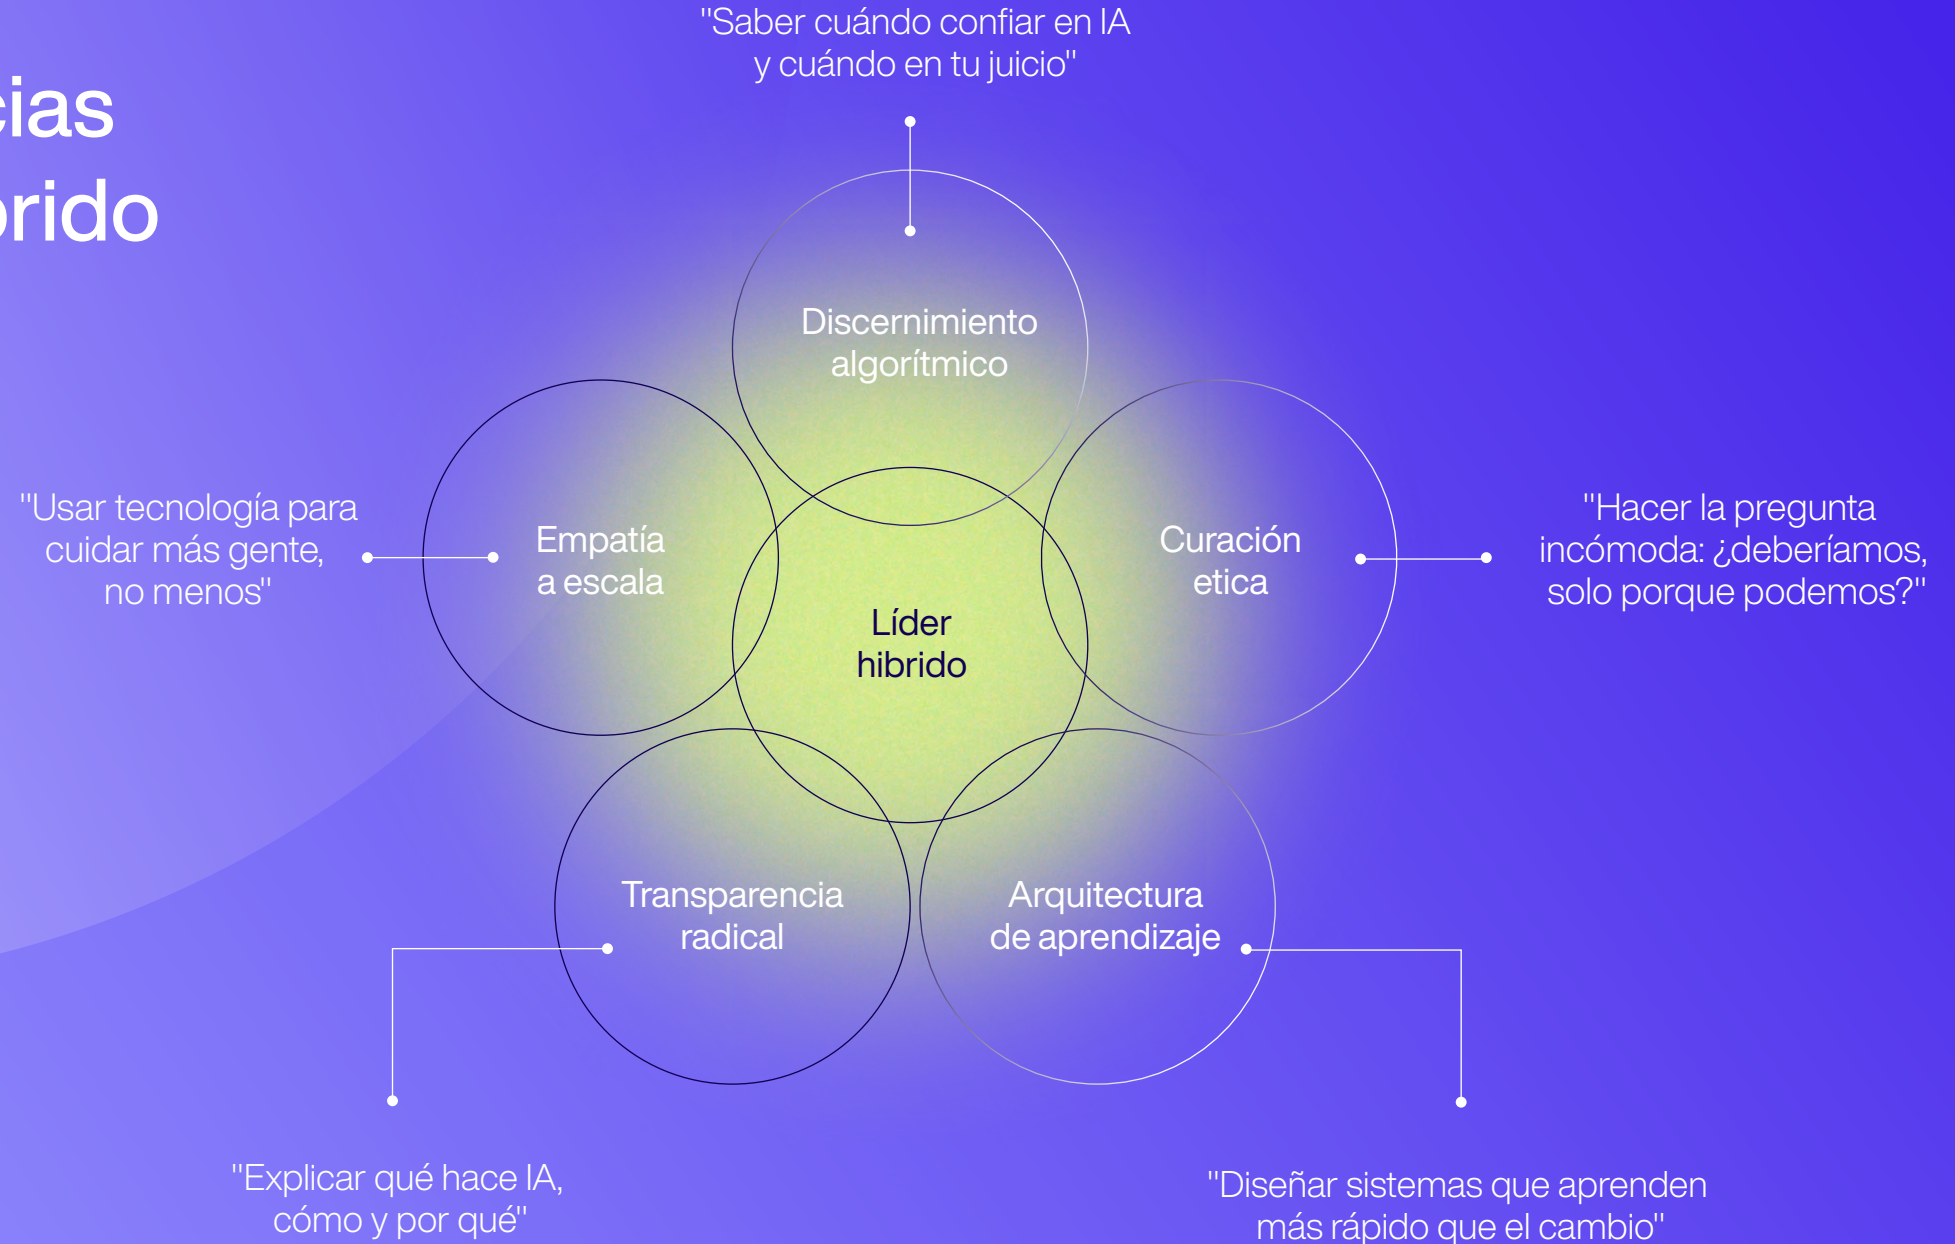 "Saber cuándo confiar en IA
y cuándo en tu juicio"
cias
brido
Discernimiento
algorítmico
"Usar tecnología para
cuidar más gente,
no menos"
Empatía
a escala
Curación
etica
"Hacer la pregunta
incómoda: ¿deberíamos,
solo porque podemos?"
Líder
hibrido
Transparencia
radical
Arquitectura
de aprendizaje
"Explicar qué hace IA,
cómo y por qué"
"Diseñar sistemas que aprenden
más rápido que el cambio"